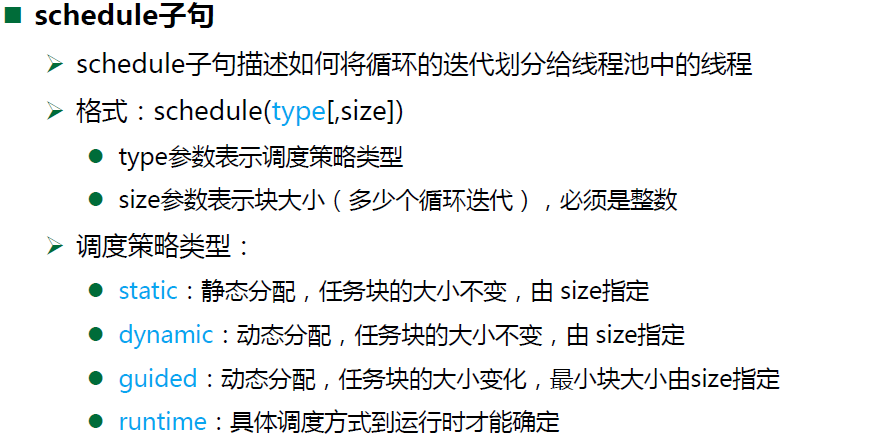 schedule子句
schedule子句描述如何将循环的迭代划分给线程池中的线程
格式：schedule(type[,size])
type参数表示调度策略类型
size参数表示块大小（多少个循环迭代），必须是整数
调度策略类型：
static：静态分配，任务块的大小不变，由 size指定
dynamic：动态分配，任务块的大小不变，由 size指定
guided：动态分配，任务块的大小变化，最小块大小由size指定
runtime：具体调度方式到运行时才能确定